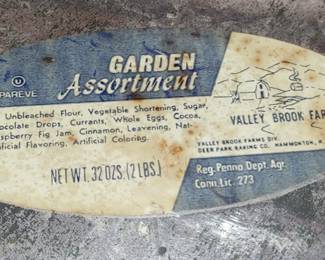 U
PAREVE
GARDEN
Assortment
Unbleached Flour, Vegetable Shortening, Sugar,
ocolate Drops, Currants, Whole Eggs, Cocoa,
spberry Fig Jam, Cinnamon, Leavening, Nat-
ificial Flavoring, Artificial Coloring.
NET WT. 32 OZS. (2 LBS.)
VALLEY BROOK FAR
VALLEY BROOK FARMS DIV.
DEER PARK BAKING CO. HAMMONTON, N.
Reg. Penna Dept. Agr.
Conn. Lic. 273